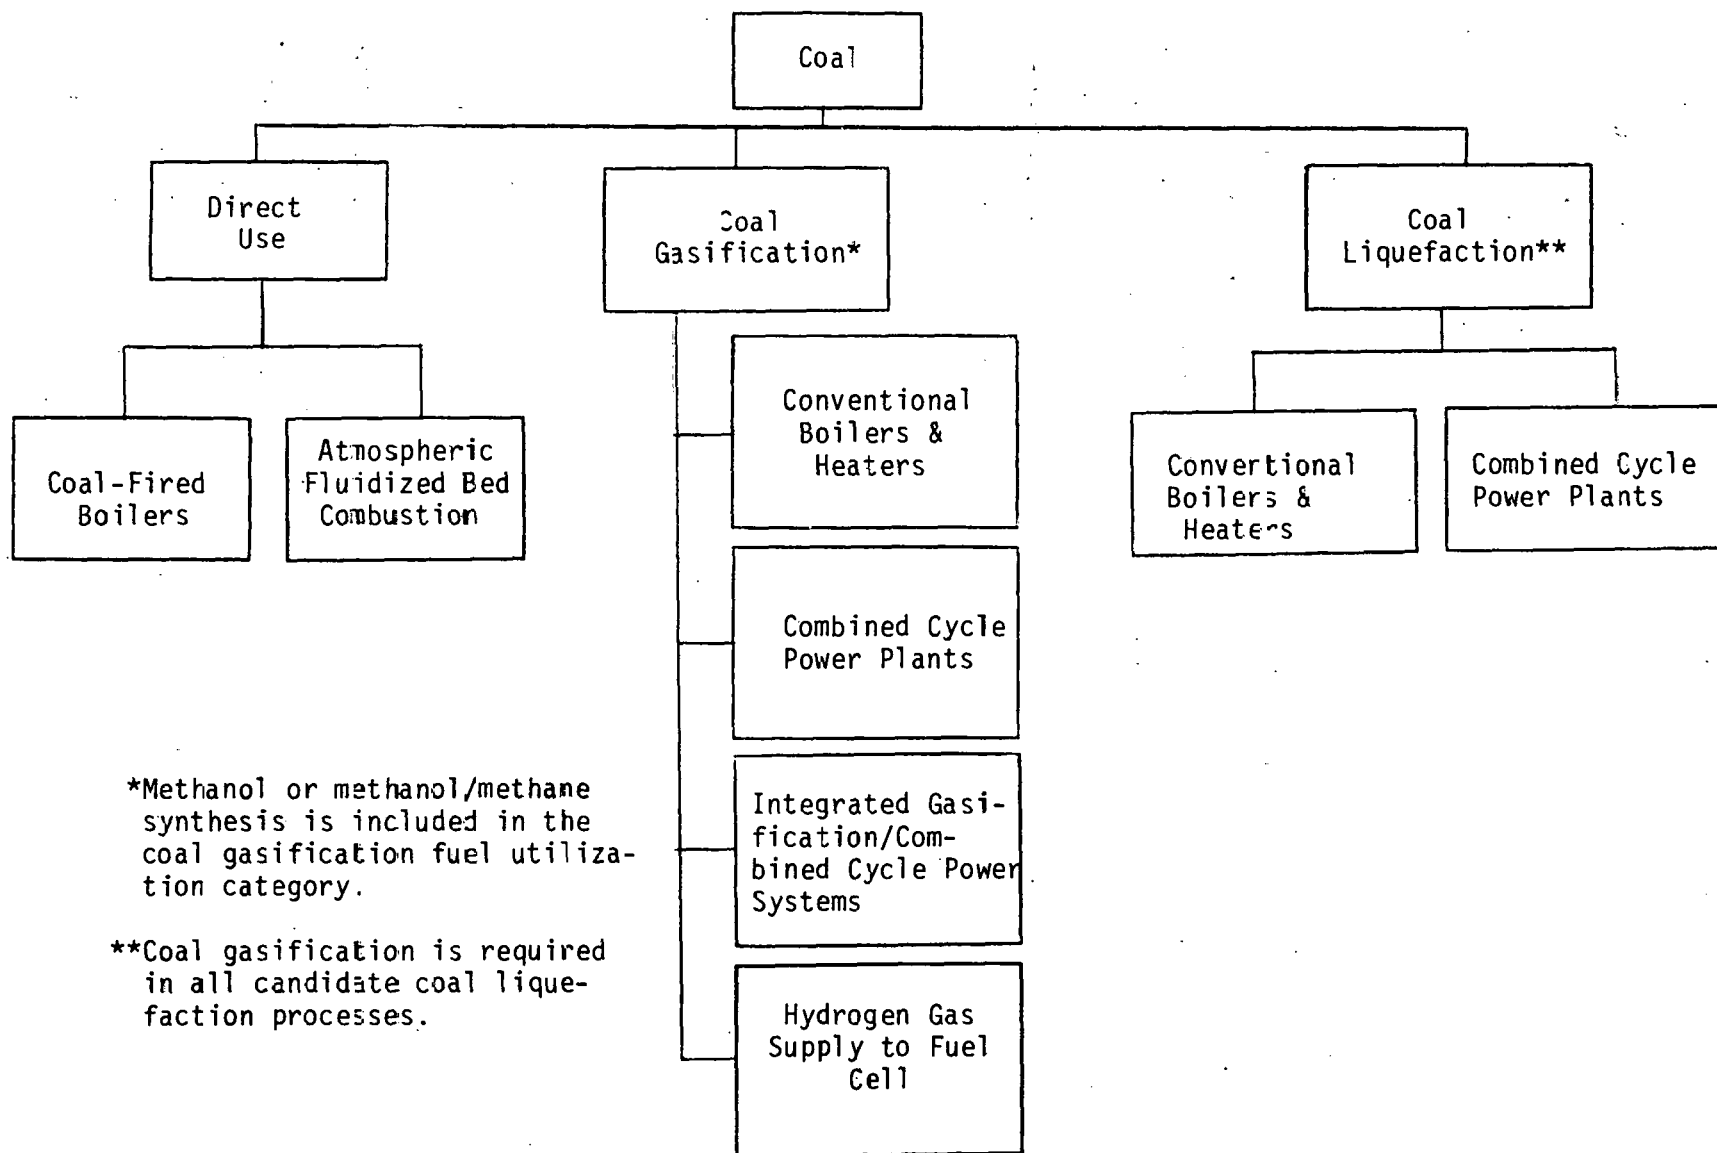 Coal
Direct
Use
Coal
Gasification*
Coal
Liquefaction**
Coal-Fired
Boilers
Atmospheric
Fluidized Bed
Combustion
Conventional
Boilers &
Heaters
Combined Cycle
Power Plants
Integrated Gasi-
fication/Com-
bined Cycle Power
Systems
Hydrogen Gas
Supply to Fuel
Cell
Conventional
Boilers &
Heaters
Combined Cycle
Power Plants
*Methanol or methanol/methane
synthesis is included in the
coal gasification fuel utiliza-
tion category.
**Coal gasification is required
in all candidate coal lique-
faction processes.